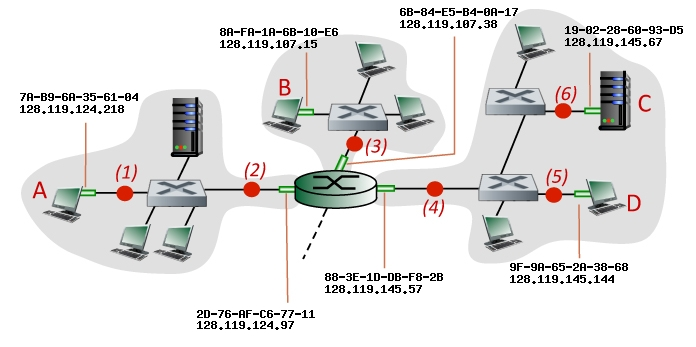 6B-84-E5-B4-0A-17
128.119.107.38
8A-FA-1A-6B-10-E6
128.119.107.15
19-02-28-60-93-D5
128.119.145.67
7A-B9-6A-35-61-04
128.119.124.218
B
(3)
(6)
C
A
(1)
(2)
(4)
(5)
D
88-3E-1D-DB-F8-2B
128.119.145.57
9F-9A-65-2A-38-68
128.119.145.144
2D-76-AF-C6-77-11
128.119.124.97